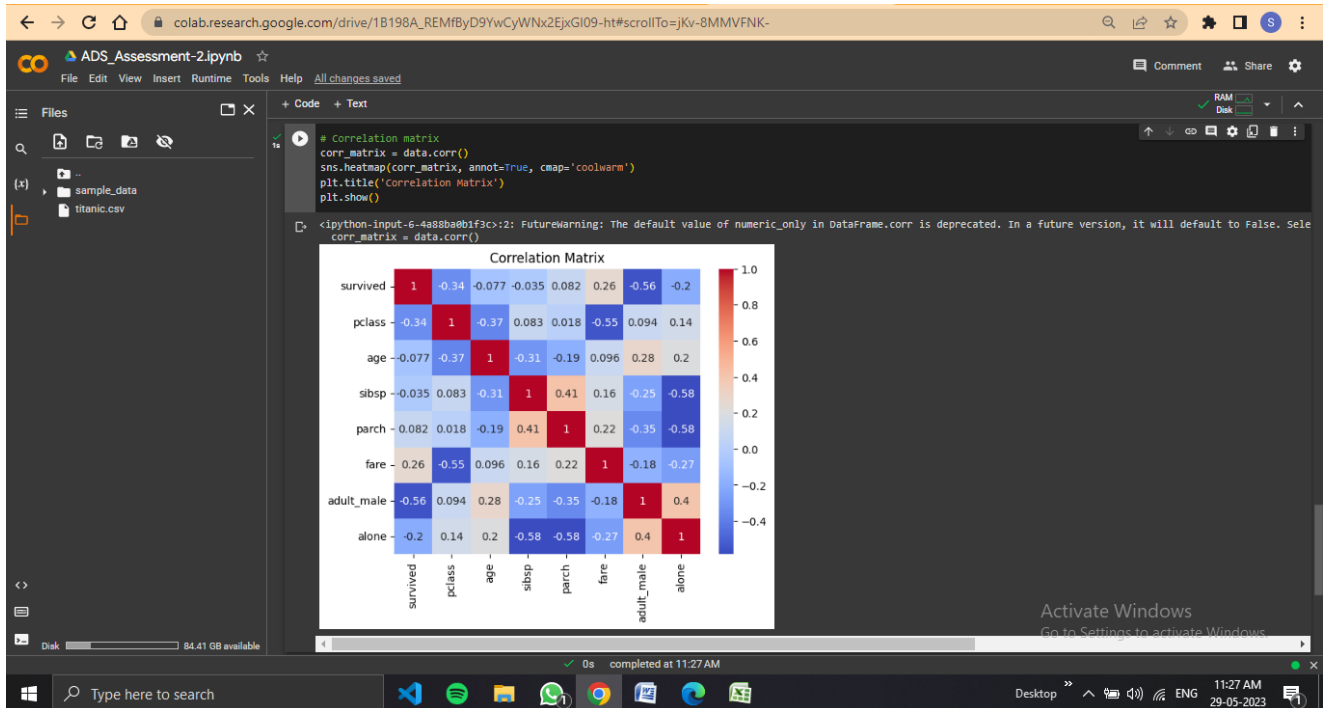 colab.research.google.com/drive/1B198A_REMfByD9YwCyWNx2EjxGI09-ht#scrollTo=jKv-8MMVFNK-
S
CO
ADS_Assessment-2.ipynb
File Edit View Insert Runtime Tools Help All changes saved
Comment Share
Files
+ Code + Text
RAM
Disk
{x}
..
sample_data
titanic.csv
1s
# Correlation matrix
corr_matrix = data.corr()
sns.heatmap(corr_matrix, annot=True, cmap='coolwarm')
plt.title('Correlation Matrix')
plt.show()
<ipython-input-6-4a88ba0b1f3c>:2: FutureWarning: The default value of numeric_only in DataFrame.corr is deprecated. In a future version, it will default to False. Sele
corr_matrix = data.corr()
Correlation Matrix
survived 1 -0.34 -0.077 -0.035 0.082 0.26 -0.56 -0.2
pclass -0.34 1 -0.37 0.083 0.018 -0.55 0.094 0.14
age -0.077 -0.37 1 -0.31 -0.19 0.096 0.28 0.2
sibsp -0.035 0.083 -0.31 1 0.41 0.16 -0.25 -0.58
parch 0.082 0.018 -0.19 0.41 1 0.22 -0.35 -0.58
fare 0.26 -0.55 0.096 0.16 0.22 1 -0.18 -0.27
adult_male -0.56 0.094 0.28 -0.25 -0.35 -0.18 1 0.4
alone -0.2 0.14 0.2 -0.58 -0.58 -0.27 0.4 1
survived pclass age sibsp parch fare adult_male alone
1.0
0.8
0.6
0.4
0.2
0.0
−0.2
−0.4
Activate Windows
Go to Settings to activate Windows.
Disk 84.41 GB available
0s completed at 11:27 AM
Type here to search
Desktop
ENG
11:27 AM
29-05-2023
1
1